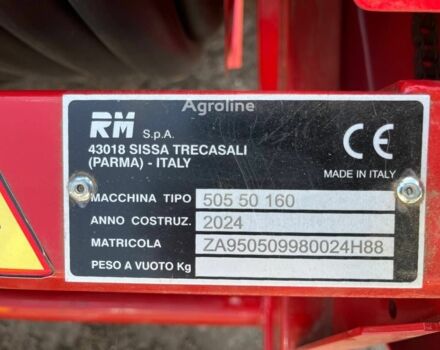 Agroline
RM S.p.A.
43018 SISSA TRECASALI
(PARMA) - ITALY
CE
MADE IN ITALY
MACCHINA TIPO 505 50 160
ANNO COSTRUZ. 2024
MATRICOLA ZA950509980024H88
PESO A VUOTO Kg